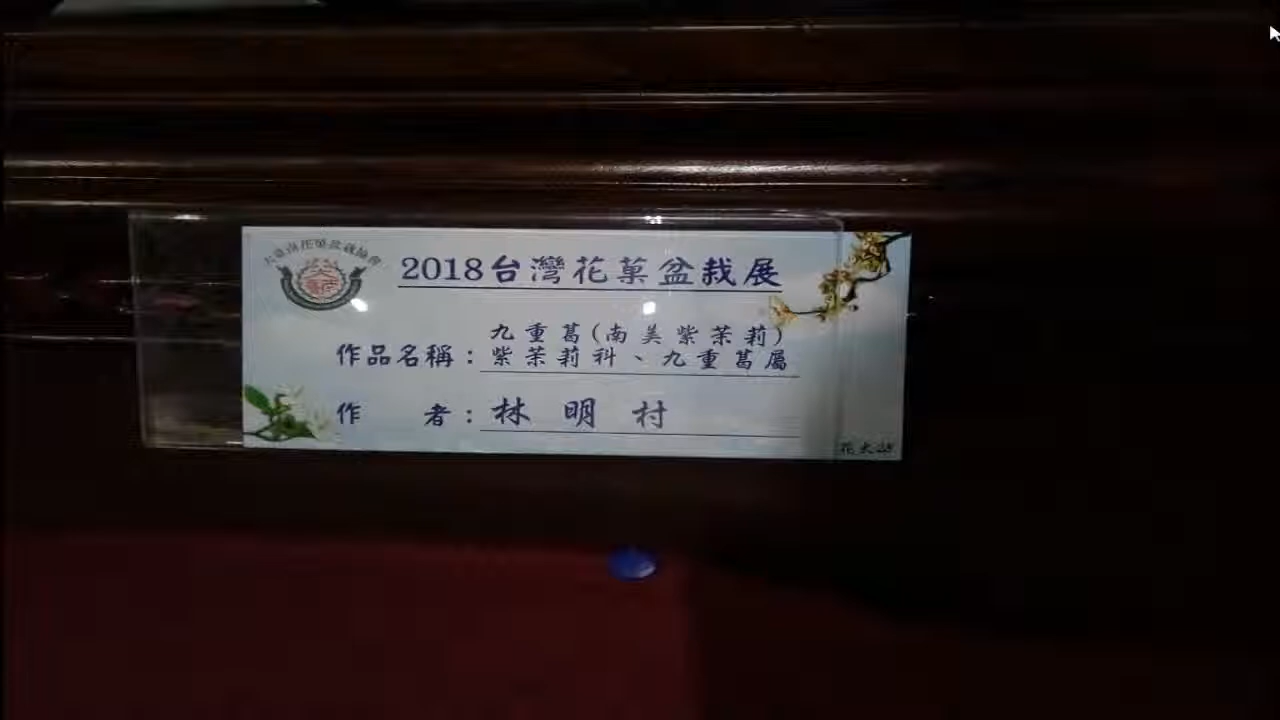 2018台灣花菓盆栽展
九重葛(南美紫茉莉)
作品名稱：紫茉莉科、九重葛屬
作 者：林 明 村